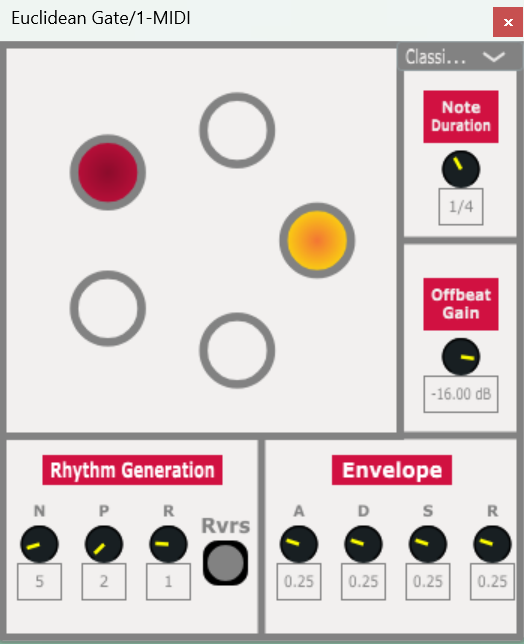 Euclidean Gate/1-MIDI
Classi...
Note
Duration
1/4
Offbeat
Gain
-16.00 dB
Rhythm Generation
N P R
Rvrs
5 2 1
Envelope
A D S R
0.25 0.25 0.25 0.25